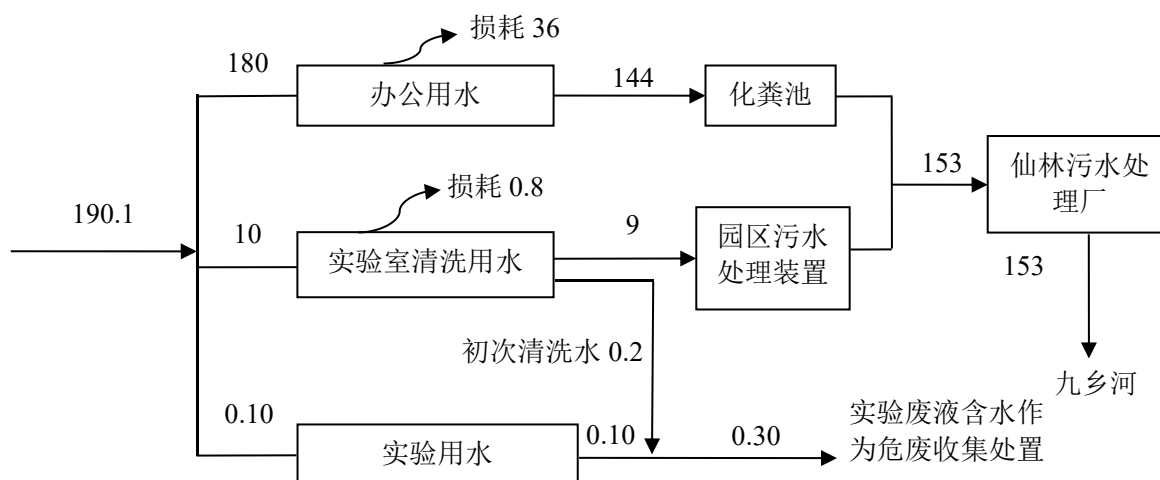 损耗 36
180
办公用水
144
化粪池
153
仙林污水处
理厂
190.1
损耗 0.8
10
实验室清洗用水
9
园区污水
处理装置
153
初次清洗水 0.2
九乡河
0.10
实验用水
0.10
0.30
实验废液含水作
为危废收集处置